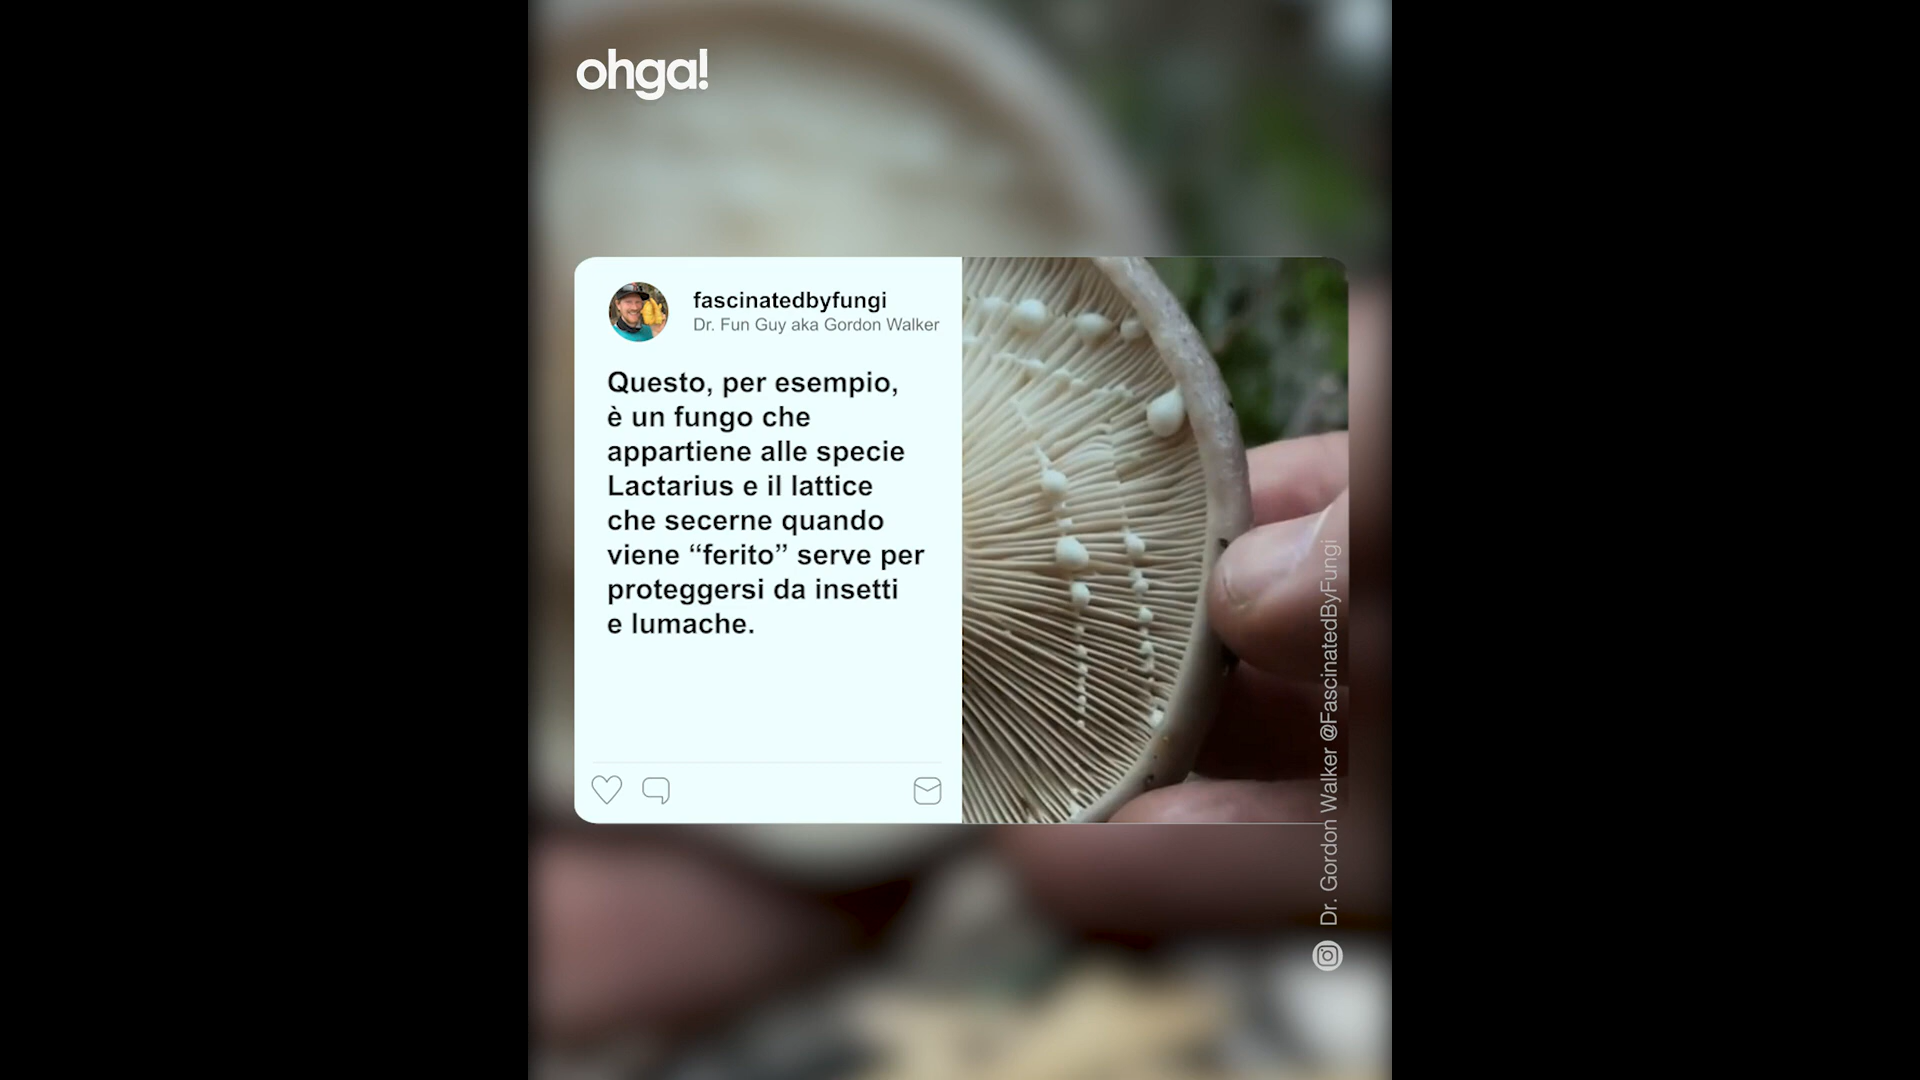 ohga!
fascinatedbyfungi
Dr. Fun Guy aka Gordon Walker
Questo, per esempio,
è un fungo che
appartiene alle specie
Lactarius e il lattice
che secerne quando
viene “ferito” serve per
proteggersi da insetti
e lumache.
Dr. Gordon Walker @FascinatedByFungi